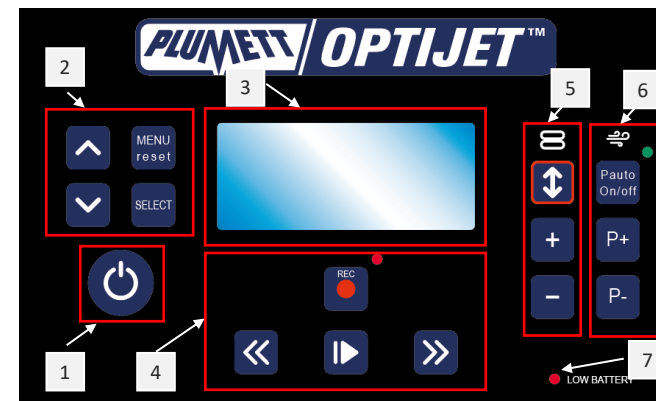 PLUMETT OPTIJET™
2
3
5
6
MENU
reset
SELECT
Pauto
On/off
+
P+
REC
-
P-
1
4
7
LOW BATTERY